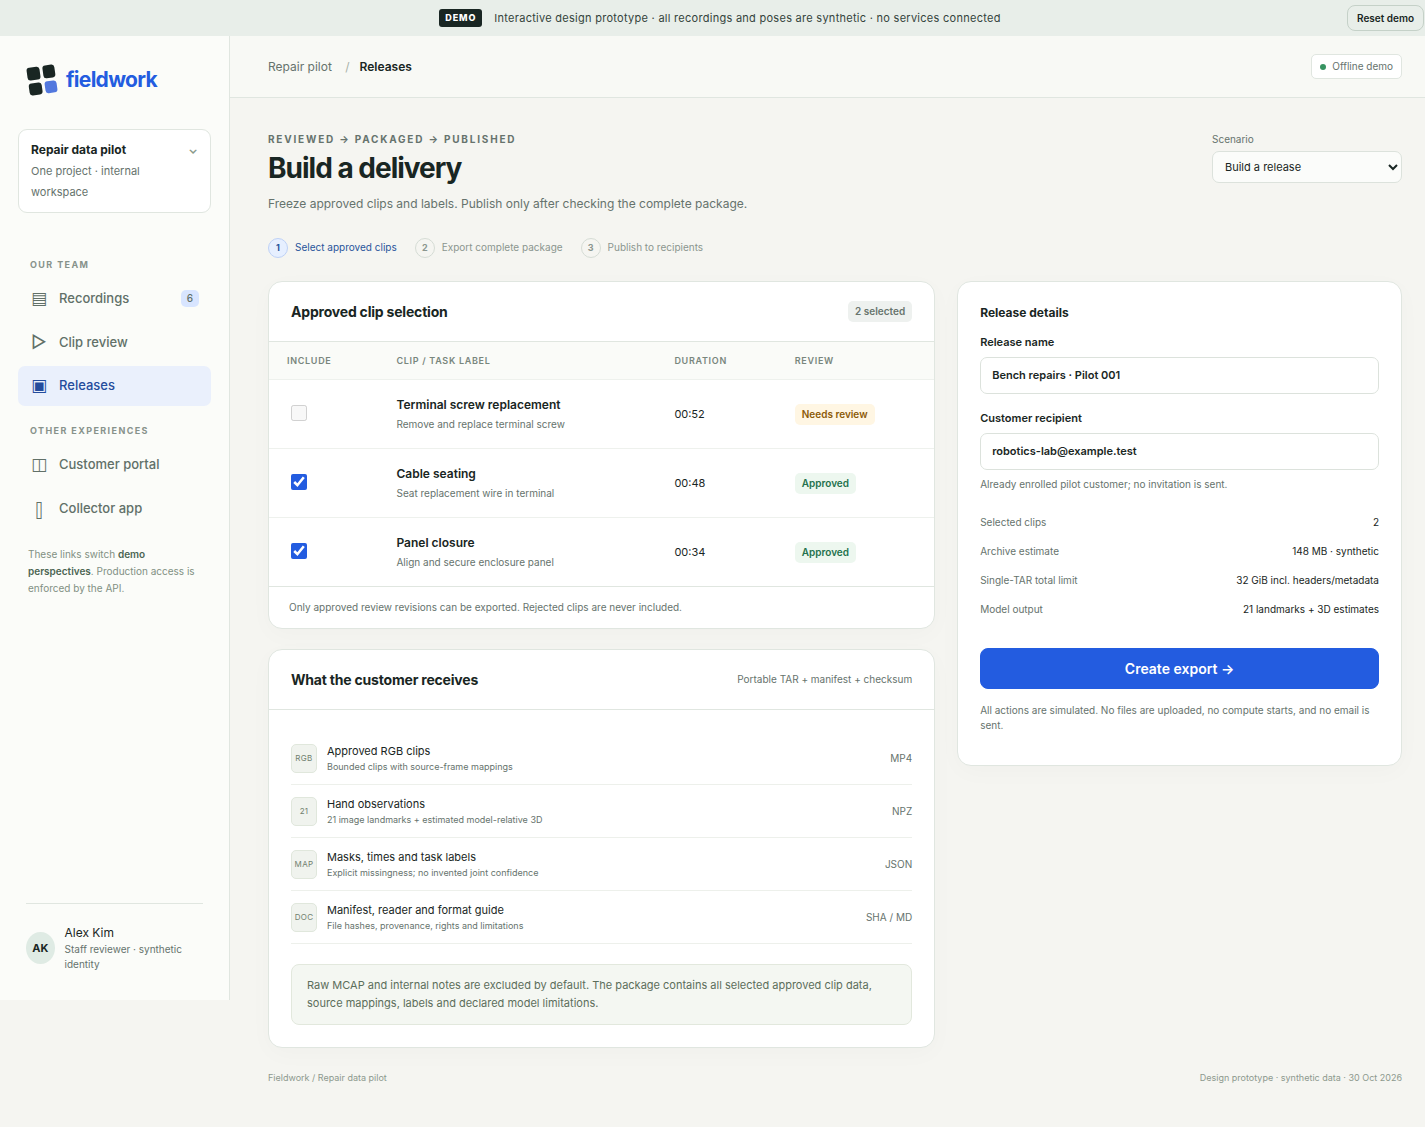 DEMO Interactive design prototype · all recordings and poses are synthetic · no services connected
Reset demo
fieldwork
Repair data pilot
One project · internal
workspace
OUR TEAM
Recordings 6
Clip review
Releases
OTHER EXPERIENCES
Customer portal
Collector app
These links switch demo
perspectives. Production access is
enforced by the API.
AK
Alex Kim
Staff reviewer · synthetic
identity
Repair pilot / Releases
Offline demo
REVIEWED → PACKAGED → PUBLISHED
Build a delivery
Freeze approved clips and labels. Publish only after checking the complete package.
Scenario
Build a release
1 Select approved clips 2 Export complete package 3 Publish to recipients
Approved clip selection 2 selected
INCLUDE CLIP / TASK LABEL DURATION REVIEW
Terminal screw replacement
Remove and replace terminal screw
00:52 Needs review
Cable seating
Seat replacement wire in terminal
00:48 Approved
Panel closure
Align and secure enclosure panel
00:34 Approved
Only approved review revisions can be exported. Rejected clips are never included.
What the customer receives Portable TAR + manifest + checksum
RGB Approved RGB clips MP4
Bounded clips with source-frame mappings
21 Hand observations NPZ
21 image landmarks + estimated model-relative 3D
MAP Masks, times and task labels JSON
Explicit missingness; no invented joint confidence
DOC Manifest, reader and format guide SHA / MD
File hashes, provenance, rights and limitations
Raw MCAP and internal notes are excluded by default. The package contains all selected approved clip data,
source mappings, labels and declared model limitations.
Release details
Release name
Bench repairs · Pilot 001
Customer recipient
robotics-lab@example.test
Already enrolled pilot customer; no invitation is sent.
Selected clips 2
Archive estimate 148 MB · synthetic
Single-TAR total limit 32 GiB incl. headers/metadata
Model output 21 landmarks + 3D estimates
Create export →
All actions are simulated. No files are uploaded, no compute starts, and no email is
sent.
Fieldwork / Repair data pilot
Design prototype · synthetic data · 30 Oct 2026